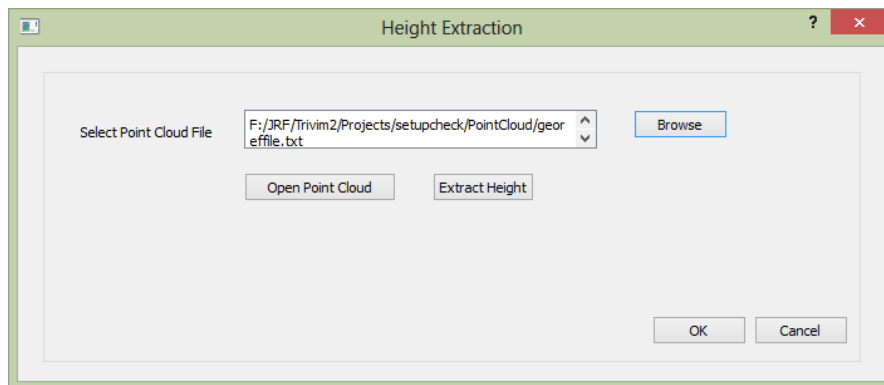 Height Extraction
?
Select Point Cloud File
F:/JRF/Trivim2/Projects/setupcheck/PointCloud/geor
effile.txt
Browse
Open Point Cloud
Extract Height
OK
Cancel